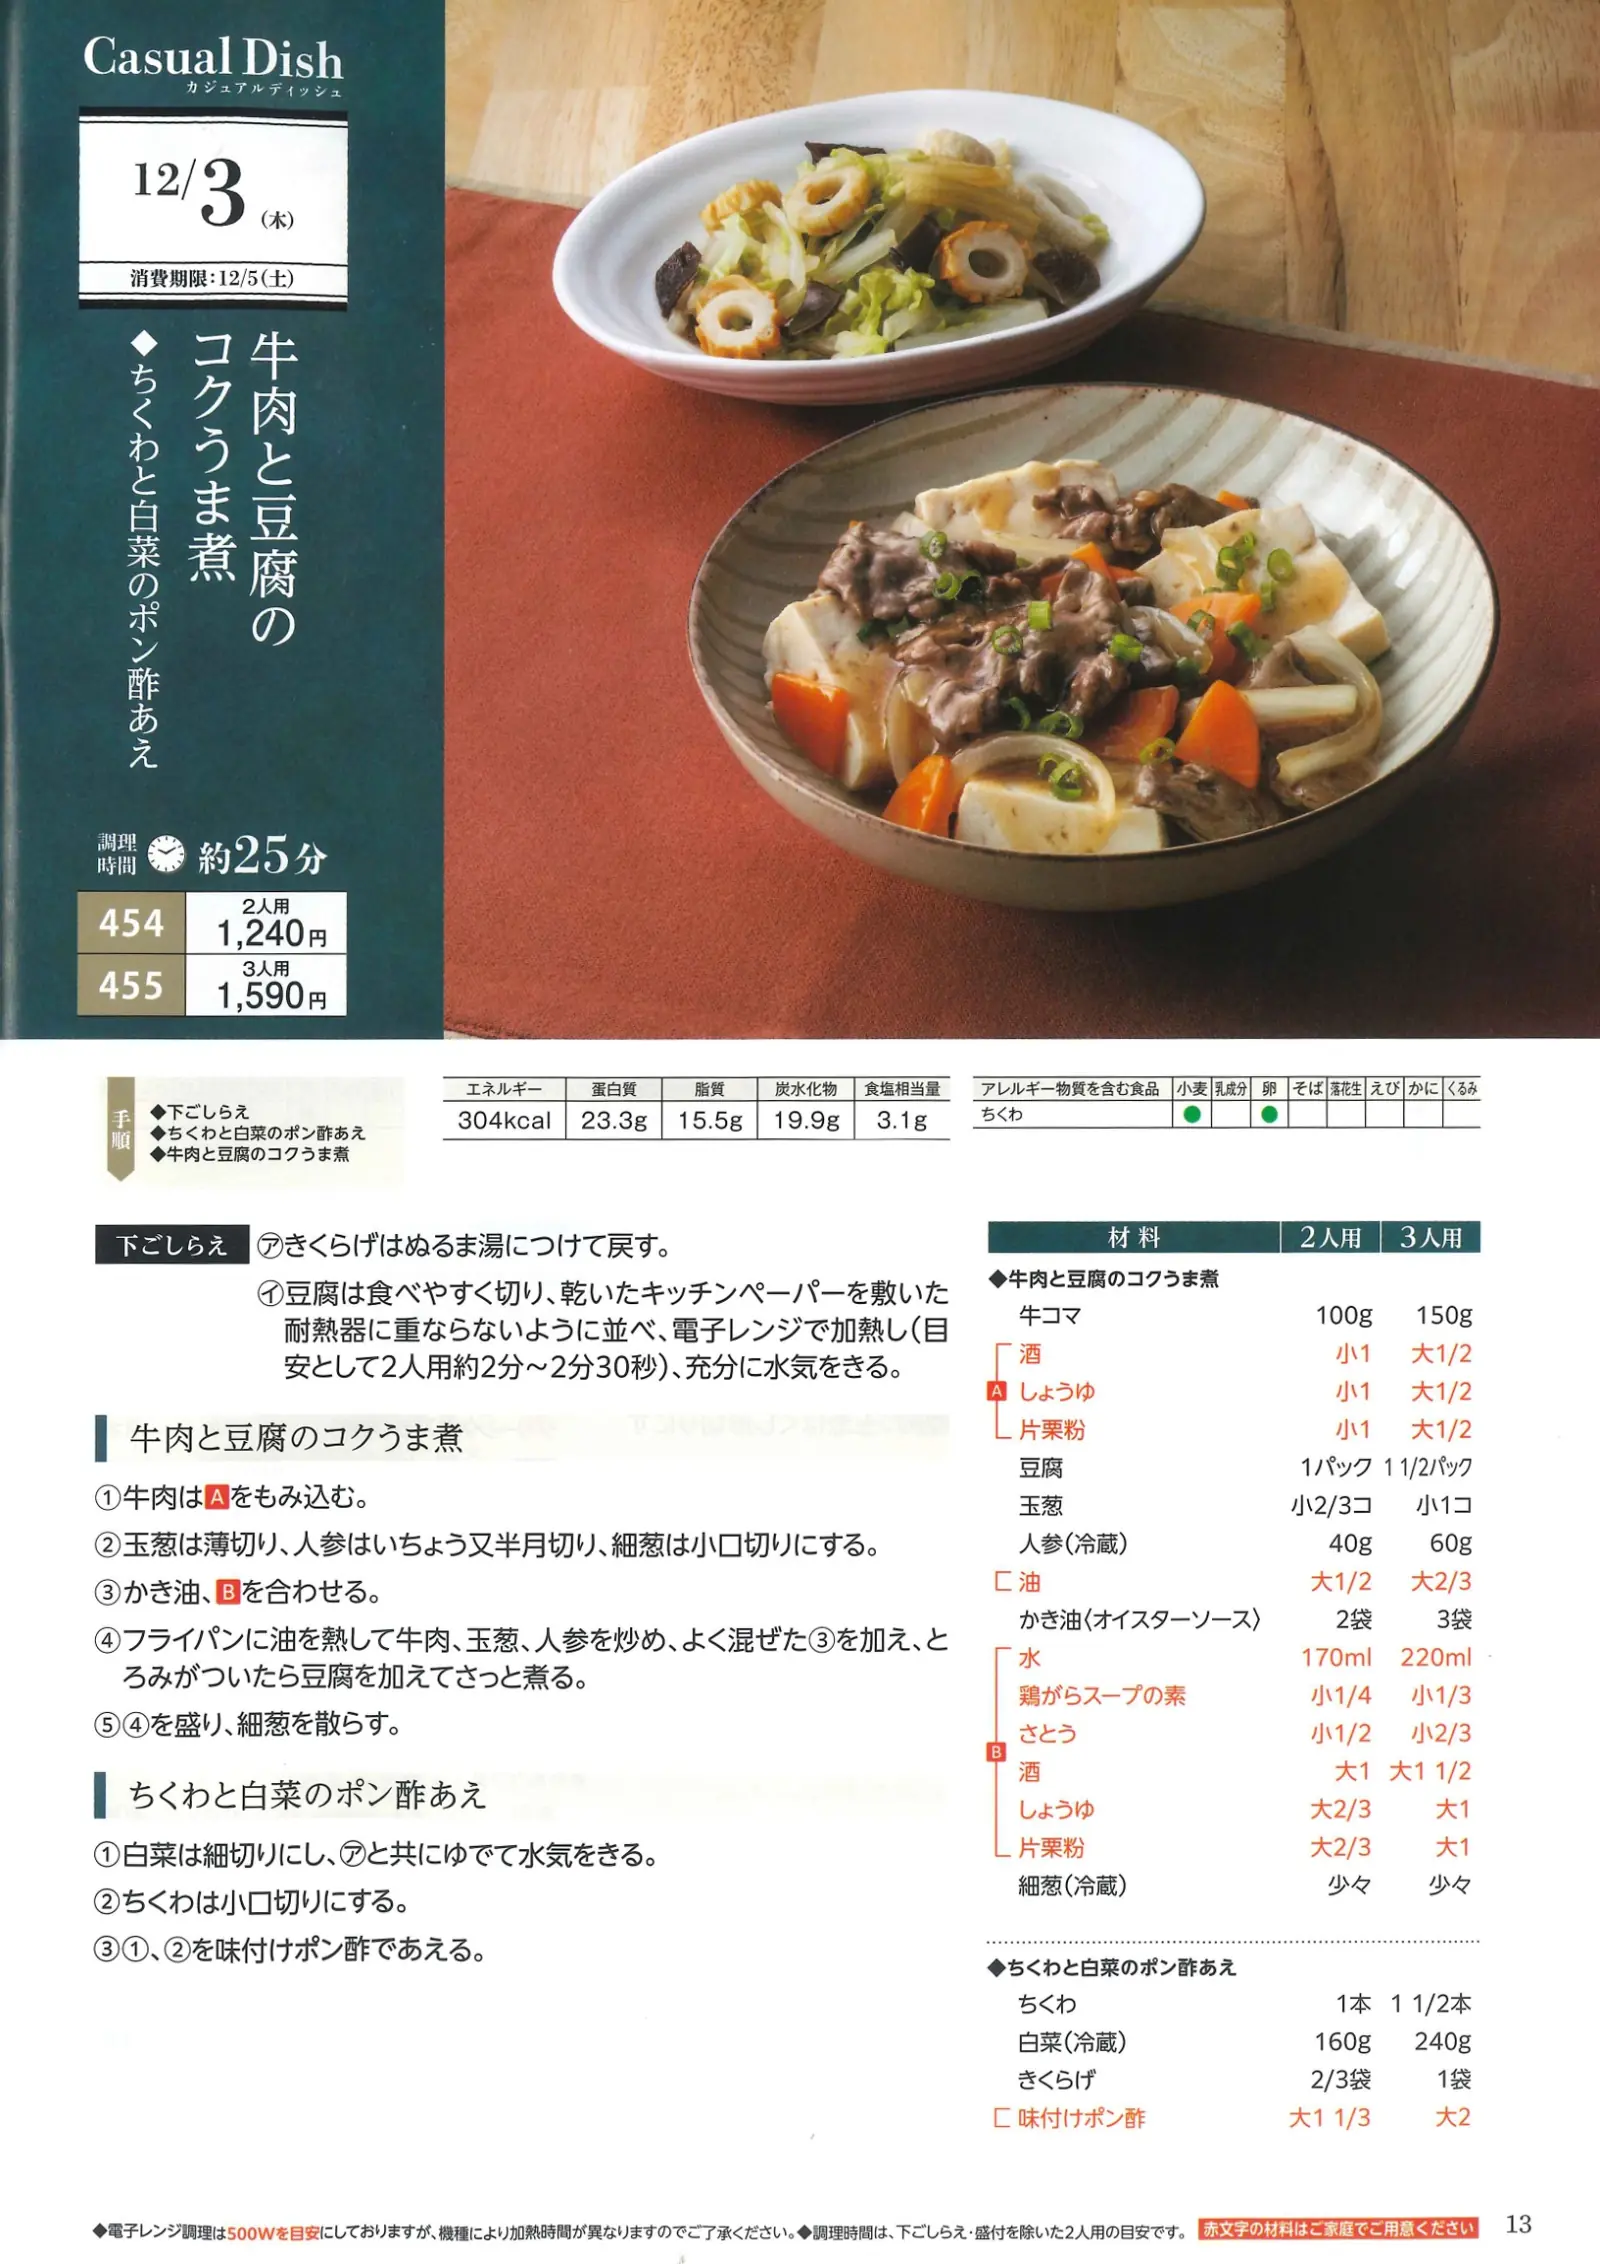 Casual Dish
カジュアルディッシュ
12/3(木)
消費期限:12/5(土)
牛肉と豆腐の
コクうま煮
◆ちくわと白菜のポン酢あえ
調理時間 約25分
454 2人用 1,240円
455 3人用 1,590円
手順
◆下ごしらえ
◆ちくわと白菜のポン酢あえ
◆牛肉と豆腐のコクうま煮
エネルギー 蛋白質 脂質 炭水化物 食塩相当量
304kcal 23.3g 15.5g 19.9g 3.1g
アレルギー物質を含む食品 小麦 乳成分 卵 そば 落花生 えび かに くるみ
ちくわ ● ●
下ごしらえ
㋐きくらげはぬるま湯につけて戻す。
㋑豆腐は食べやすく切り、乾いたキッチンペーパーを敷いた
耐熱器に重ならないように並べ、電子レンジで加熱し(目
安として2人用約2分〜2分30秒)、充分に水気をきる。
牛肉と豆腐のコクうま煮
①牛肉はAをもみ込む。
②玉葱は薄切り、人参はいちょう又半月切り、細葱は小口切りにする。
③かき油、Bを合わせる。
④フライパンに油を熱して牛肉、玉葱、人参を炒め、よく混ぜた③を加え、と
ろみがついたら豆腐を加えてさっと煮る。
⑤④を盛り、細葱を散らす。
ちくわと白菜のポン酢あえ
①白菜は細切りにし、㋐と共にゆでて水気をきる。
②ちくわは小口切りにする。
③①、②を味付けポン酢であえる。
材料 2人用 3人用
◆牛肉と豆腐のコクうま煮
牛コマ 100g 150g
酒 小1 大1/2
A しょうゆ 小1 大1/2
片栗粉 小1 大1/2
豆腐 1パック 1 1/2パック
玉葱 小2/3コ 小1コ
人参(冷蔵) 40g 60g
油 大1/2 大2/3
かき油〈オイスターソース〉 2袋 3袋
水 170ml 220ml
鶏がらスープの素 小1/4 小1/3
さとう 小1/2 小2/3
B
酒 大1 大1 1/2
しょうゆ 大2/3 大1
片栗粉 大2/3 大1
細葱(冷蔵) 少々 少々
◆ちくわと白菜のポン酢あえ
ちくわ 1本 1 1/2本
白菜(冷蔵) 160g 240g
きくらげ 2/3袋 1袋
味付けポン酢 大1 1/3 大2
◆電子レンジ調理は500Wを目安にしておりますが、機種により加熱時間が異なりますのでご了承ください。◆調理時間は、下ごしらえ・盛付を除いた2人用の目安です。 赤文字の材料はご家庭でご用意ください 13